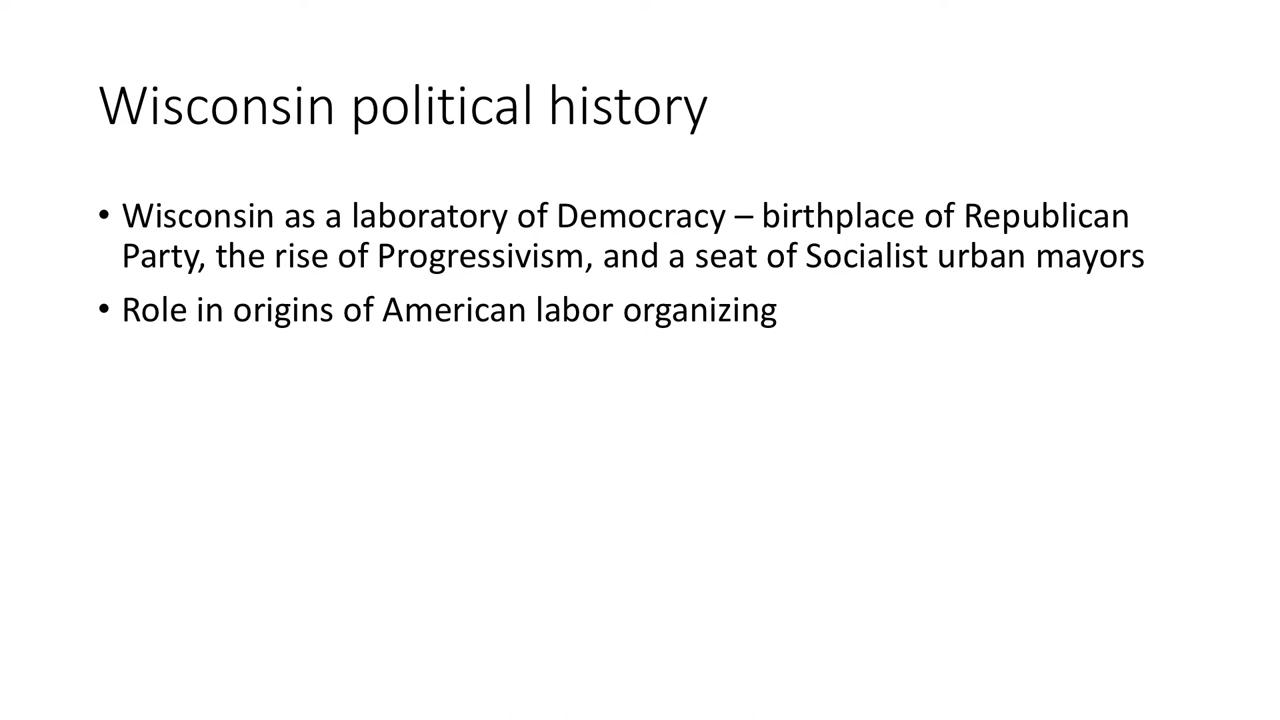 Wisconsin political history
• Wisconsin as a laboratory of Democracy – birthplace of Republican
Party, the rise of Progressivism, and a seat of Socialist urban mayors
• Role in origins of American labor organizing